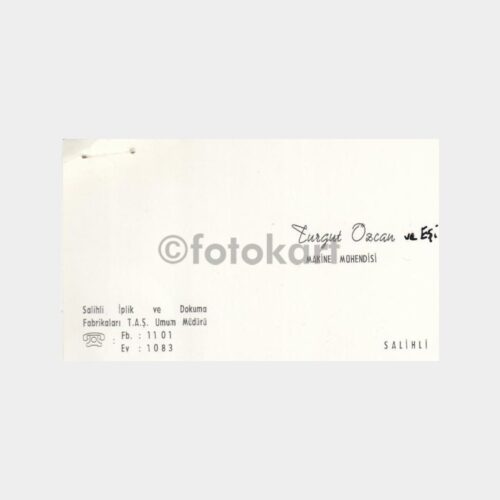 Turgut Özcan ve Eşi
MAKİNE MÜHENDİSİ
©fotokart
Salihli İplik ve Dokuma
Fabrikaları T.A.Ş. Umum Müdürü
☎ : Fb. : 1101
Ev : 1083
SALİHLİ